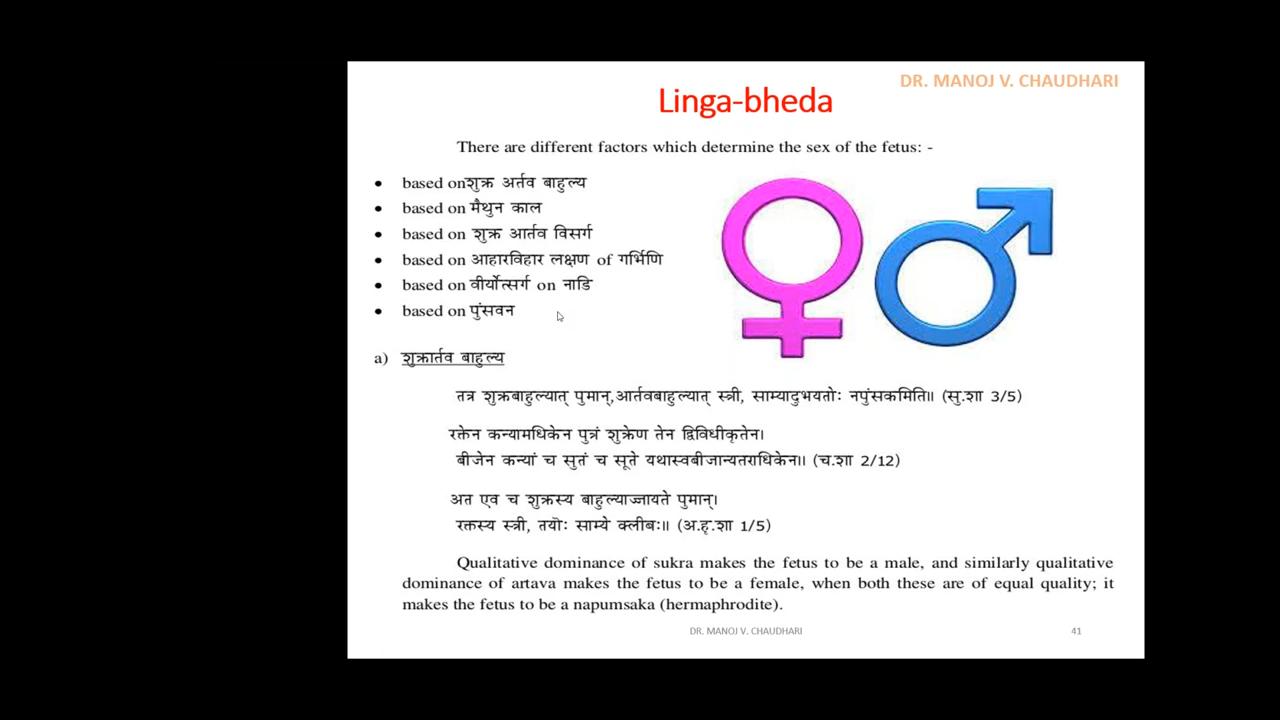 DR. MANOJ V. CHAUDHARI
Linga-bheda
There are different factors which determine the sex of the fetus: -
• based onशुक्र अर्तव बाहुल्य
• based on मैथुन काल
• based on शुक्र आर्तव विसर्ग
• based on आहारविहार लक्षण of गर्भिणि
• based on वीर्योत्सर्ग on नाडि
• based on पुंसवन
a) शुक्रार्तव बाहुल्य
तत्र शुक्रबाहुल्यात् पुमान्,आर्तवबाहुल्यात् स्त्री, साम्यादुभयतोः नपुंसकमिति॥ (सु.शा 3/5)
रक्तेन कन्यामधिकेन पुत्रं शुक्रेण तेन द्विविधीकृतेन।
बीजेन कन्यां च सुतं च सूते यथास्वबीजान्यतराधिकेन॥ (च.शा 2/12)
अत एव च शुक्रस्य बाहुल्याज्जायते पुमान्।
रक्तस्य स्त्री, तयोः साम्ये क्लीबः॥ (अ.हृ.शा 1/5)
Qualitative dominance of sukra makes the fetus to be a male, and similarly qualitative
dominance of artava makes the fetus to be a female, when both these are of equal quality; it
makes the fetus to be a napumsaka (hermaphrodite).
DR. MANOJ V. CHAUDHARI 41